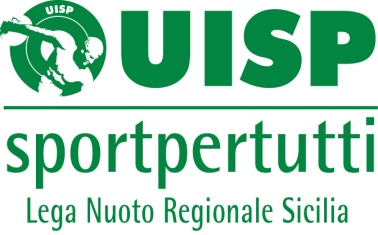 UISP
UISP
sportpertutti
Lega Nuoto Regionale Sicilia